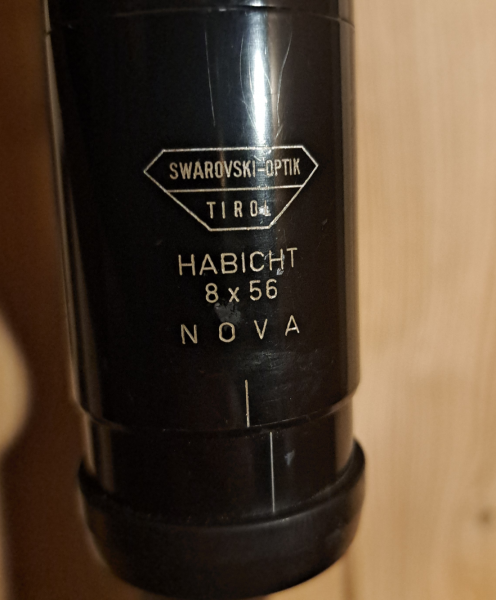 SWAROVSKI-OPTIK
TIROL
HABICHT
8 x 56
NOVA